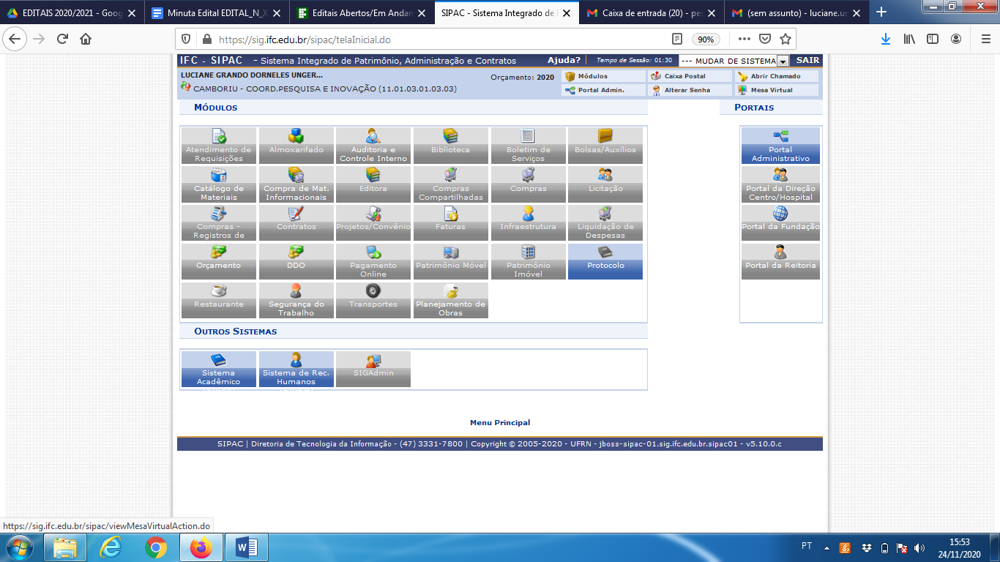 EDITAIS 2020/2021 - Goog
Minuta Edital EDITAL_N_X
Editais Abertos/Em Andan
SIPAC - Sistema Integrado de
Caixa de entrada (20) - pes
(sem assunto) - luciane.un
https://sig.ifc.edu.br/sipac/telaInicial.do
90%
IFC - SIPAC - Sistema Integrado de Patrimônio, Administração e Contratos
Ajuda?
Tempo de Sessão: 01:30
--- MUDAR DE SISTEMA
SAIR
LUCIANE GRANDO DORNELES UNGER...
CAMBORIU - COORD.PESQUISA E INOVAÇÃO (11.01.03.01.03.03)
Orçamento: 2020
Módulos
Caixa Postal
Abrir Chamado
Portal Admin.
Alterar Senha
Mesa Virtual
MÓDULOS
PORTAIS
Atendimento de
Requisições
Almoxarifado
Auditoria e
Controle Interno
Biblioteca
Boletim de
Serviços
Bolsas/Auxílios
Portal
Administrativo
Catálogo de
Materiais
Compra de Mat.
Informacionais
Editora
Compras
Compartilhadas
Compras
Licitação
Portal da Direção
Centro/Hospital
Compras -
Registros de
Contratos
Projetos/Convênio
Faturas
Infraestrutura
Liquidação de
Despesas
Portal da Fundação
Orçamento
DDO
Pagamento
Online
Patrimônio Móvel
Patrimônio
Imóvel
Protocolo
Portal da Reitoria
Restaurante
Segurança do
Trabalho
Transportes
Planejamento de
Obras
OUTROS SISTEMAS
Sistema
Acadêmico
Sistema de Rec.
Humanos
SIGAdmin
Menu Principal
SIPAC | Diretoria de Tecnologia da Informação - (47) 3331-7800 | Copyright © 2005-2020 - UFRN - jboss-sipac-01.sig.ifc.edu.br.sipac01 - v5.10.0.c
https://sig.ifc.edu.br/sipac/viewMesaVirtualAction.do
PT
15:53
24/11/2020